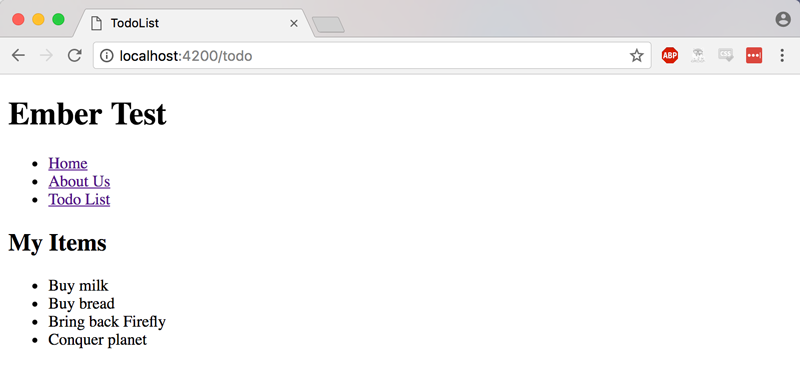 TodoList
localhost:4200/todo
ABP
Ember Test
Home
About Us
Todo List
My Items
Buy milk
Buy bread
Bring back Firefly
Conquer planet